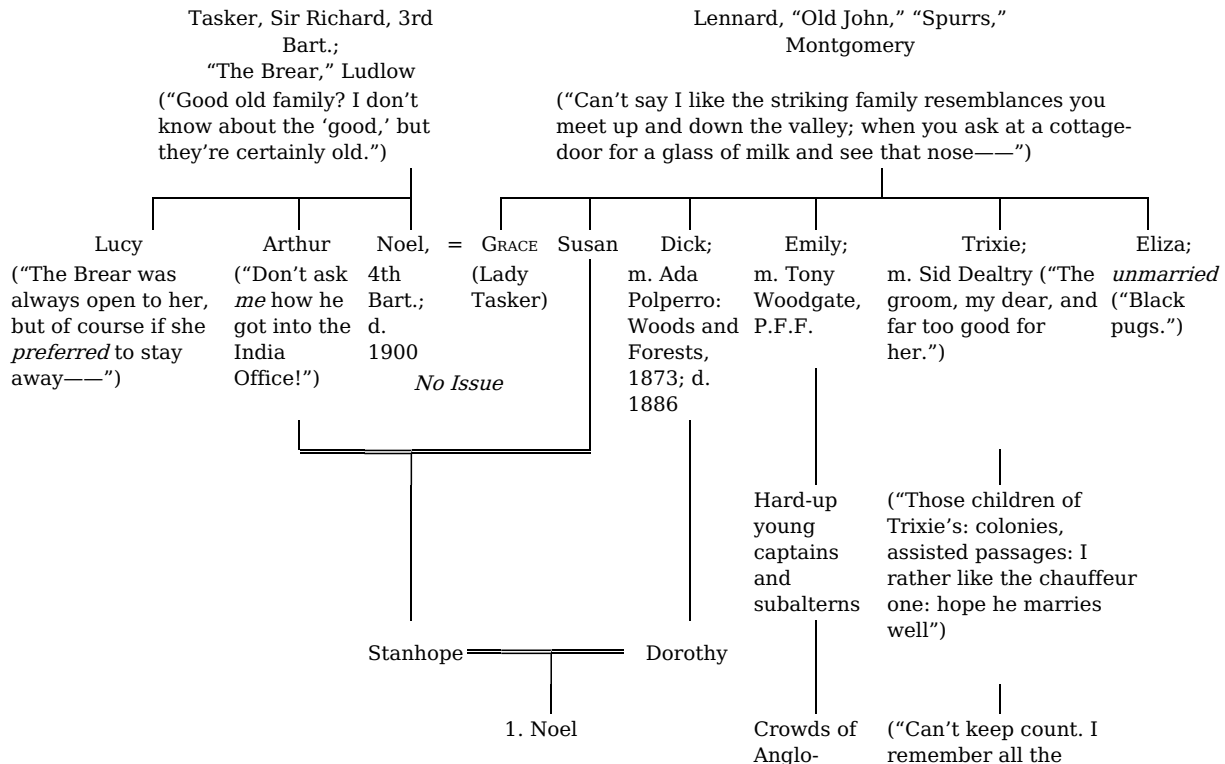 Tasker, Sir Richard, 3rd
Bart.;
“The Brear,” Ludlow
(“Good old family? I don’t
know about the ‘good,’ but
they’re certainly old.”)
Lennard, “Old John,” “Spurrs,”
Montgomery
(“Can’t say I like the striking family resemblances you
meet up and down the valley; when you ask at a cottage-
door for a glass of milk and see that nose——”)
Lucy
(“The Brear was
always open to her,
but of course if she
preferred to stay
away——”)
Arthur
(“Don’t ask
me how he
got into the
India
Office!”)
Noel,
4th
Bart.;
d.
1900
=
Grace
(Lady
Tasker)
No Issue
Susan
Dick;
m. Ada
Polperro:
Woods and
Forests,
1873; d.
1886
Emily;
m. Tony
Woodgate,
P.F.F.
Trixie;
m. Sid Dealtry (“The
groom, my dear, and
far too good for
her.”)
Eliza;
unmarried
(“Black
pugs.”)
Hard-up
young
captains
and
subalterns
(“Those children of
Trixie’s: colonies,
assisted passages: I
rather like the chauffeur
one: hope he marries
well”)
Stanhope
Dorothy
1. Noel
Crowds of
Anglo-
(“Can’t keep count. I
remember all the